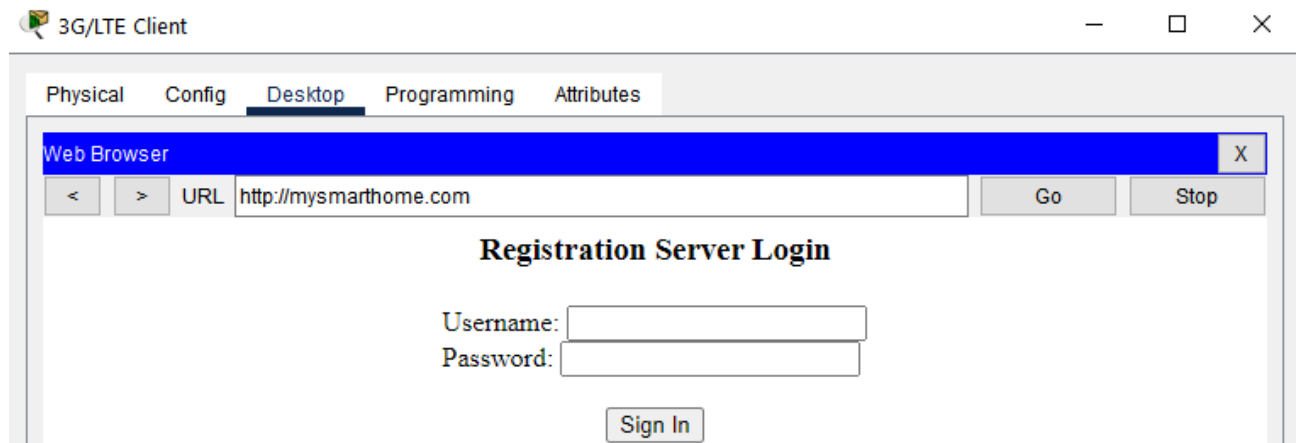 3G/LTE Client
Physical Config Desktop Programming Attributes
Web Browser X
< > URL http://mysmarthome.com Go Stop
Registration Server Login
Username:
Password:
Sign In